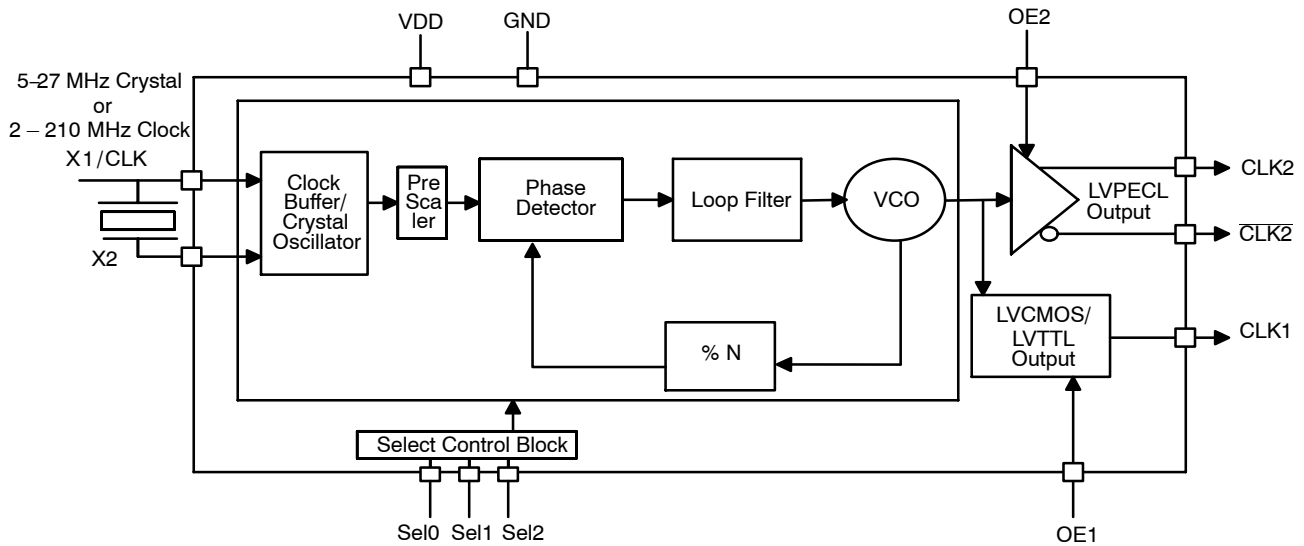 VDD
GND
OE2
5–27 MHz Crystal
or
2 – 210 MHz Clock
X1/CLK
X2
Clock
Buffer/
Crystal
Oscillator
Pre
Sca
ler
Phase
Detector
Loop Filter
VCO
% N
LVPECL
Output
CLK2
C̅L̅K̅2̅
LVCMOS/
LVTTL
Output
CLK1
Select Control Block
Sel0
Sel1
Sel2
OE1